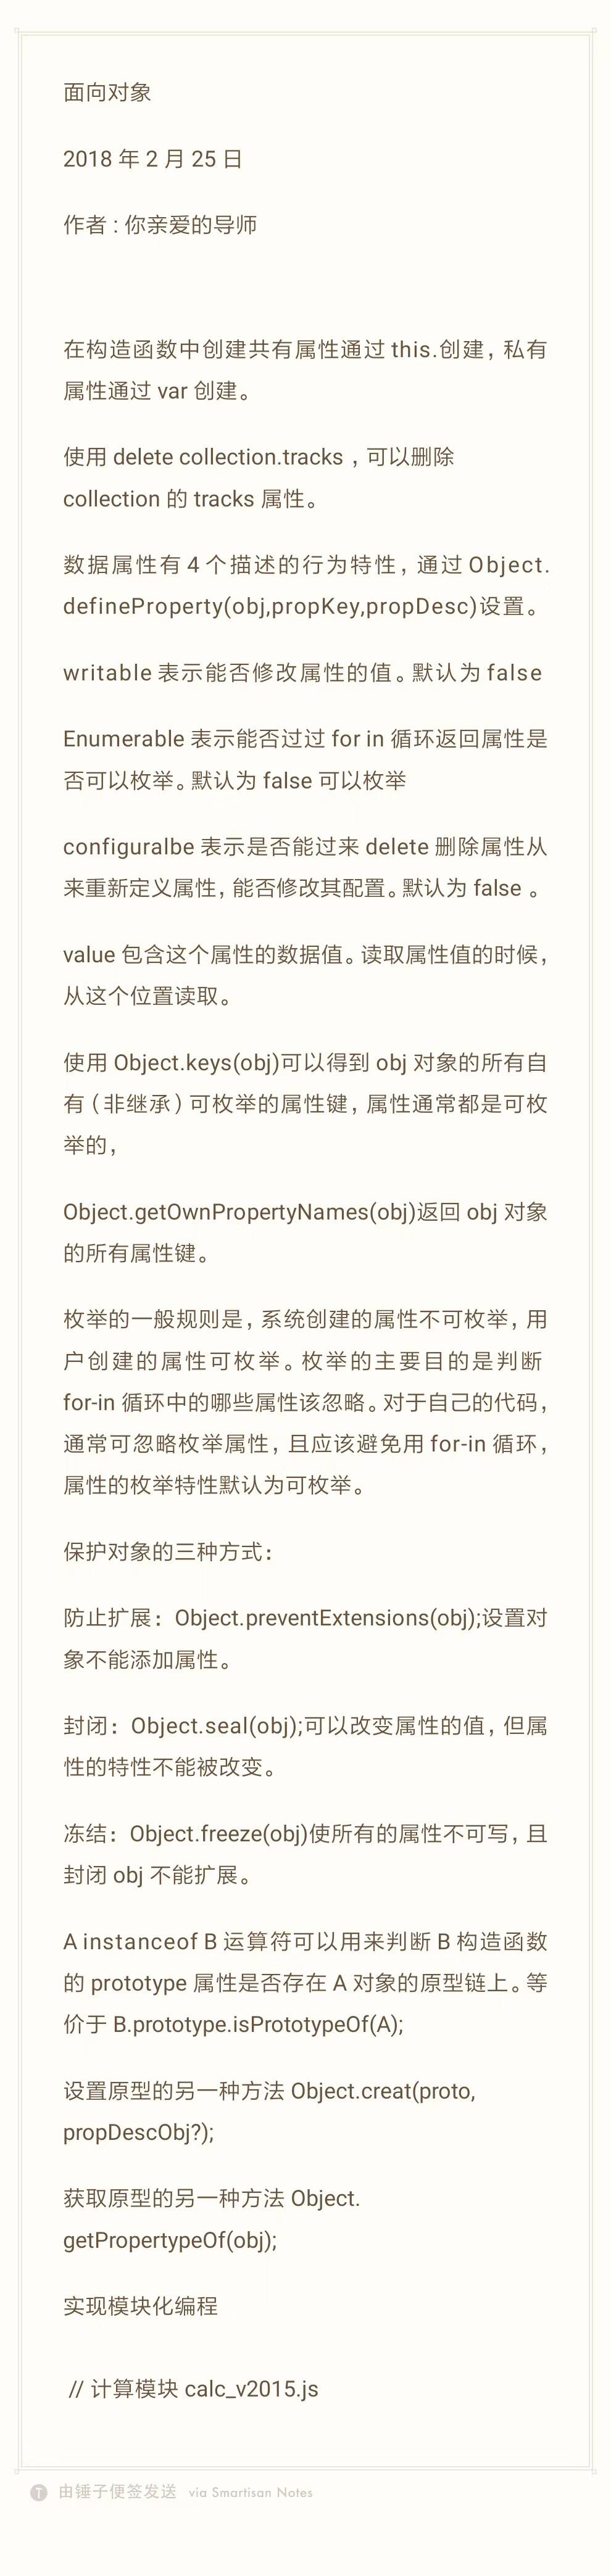 面向对象
2018 年 2 月 25 日
作者 : 你亲爱的导师
在构造函数中创建共有属性通过 this.创建，私有
属性通过 var 创建。
使用 delete collection.tracks ，可以删除
collection 的 tracks 属性。
数据属性有 4 个描述的行为特性，通过 Object.
defineProperty(obj,propKey,propDesc)设置。
writable 表示能否修改属性的值。默认为 false
Enumerable 表示能否过过 for in 循环返回属性是
否可以枚举。默认为 false 可以枚举
configuralbe 表示是否能过来 delete 删除属性从
来重新定义属性，能否修改其配置。默认为 false 。
value 包含这个属性的数据值。读取属性值的时候，
从这个位置读取。
使用 Object.keys(obj)可以得到 obj 对象的所有自
有（非继承）可枚举的属性键，属性通常都是可枚
举的，
Object.getOwnPropertyNames(obj)返回 obj 对象
的所有属性键。
枚举的一般规则是，系统创建的属性不可枚举，用
户创建的属性可枚举。枚举的主要目的是判断
for-in 循环中的哪些属性该忽略。对于自己的代码，
通常可忽略枚举属性，且应该避免用 for-in 循环，
属性的枚举特性默认为可枚举。
保护对象的三种方式：
防止扩展：Object.preventExtensions(obj);设置对
象不能添加属性。
封闭：Object.seal(obj);可以改变属性的值，但属
性的特性不能被改变。
冻结：Object.freeze(obj)使所有的属性不可写，且
封闭 obj 不能扩展。
A instanceof B 运算符可以用来判断 B 构造函数
的 prototype 属性是否存在 A 对象的原型链上。等
价于 B.prototype.isPrototypeOf(A);
设置原型的另一种方法 Object.creat(proto,
propDescObj?);
获取原型的另一种方法 Object.
getPropertypeOf(obj);
实现模块化编程
// 计算模块 calc_v2015.js
T 由锤子便签发送 via Smartisan Notes